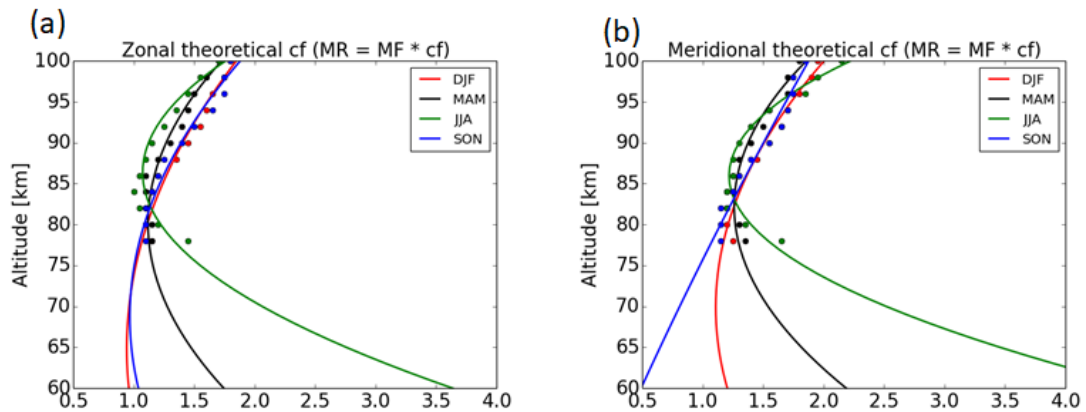 (a)
Zonal theoretical cf (MR = MF * cf)
100
95
90
85
80
75
70
65
60
Altitude [km]
DJF
MAM
JJA
SON
0.5 1.0 1.5 2.0 2.5 3.0 3.5 4.0
(b)
Meridional theoretical cf (MR = MF * cf)
100
95
90
85
80
75
70
65
60
Altitude [km]
DJF
MAM
JJA
SON
0.5 1.0 1.5 2.0 2.5 3.0 3.5 4.0